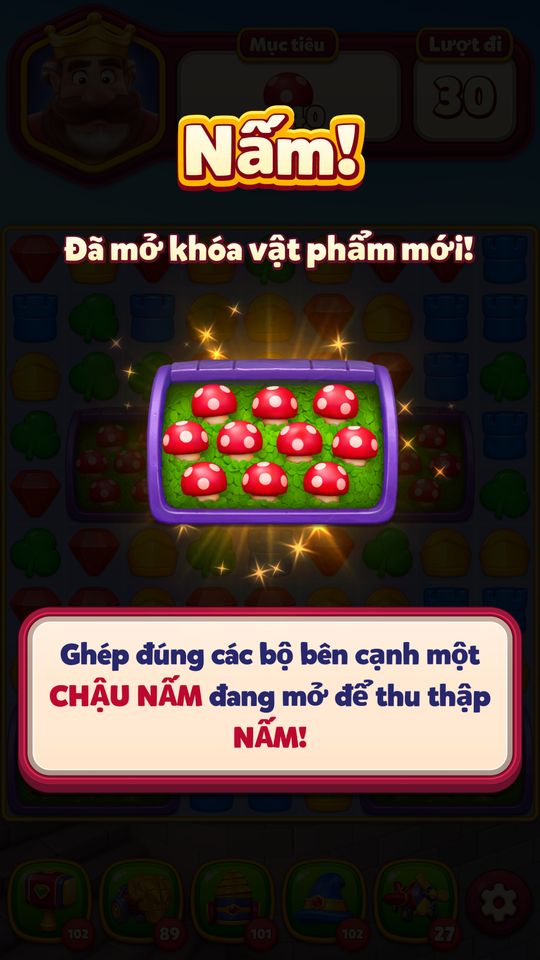 Mục tiêu
Lượt đi
30
Nấm!
Đã mở khóa vật phẩm mới!
Ghép đúng các bộ bên cạnh một
CHẬU NẤM đang mở để thu thập
NẤM!
102
89
101
102
27